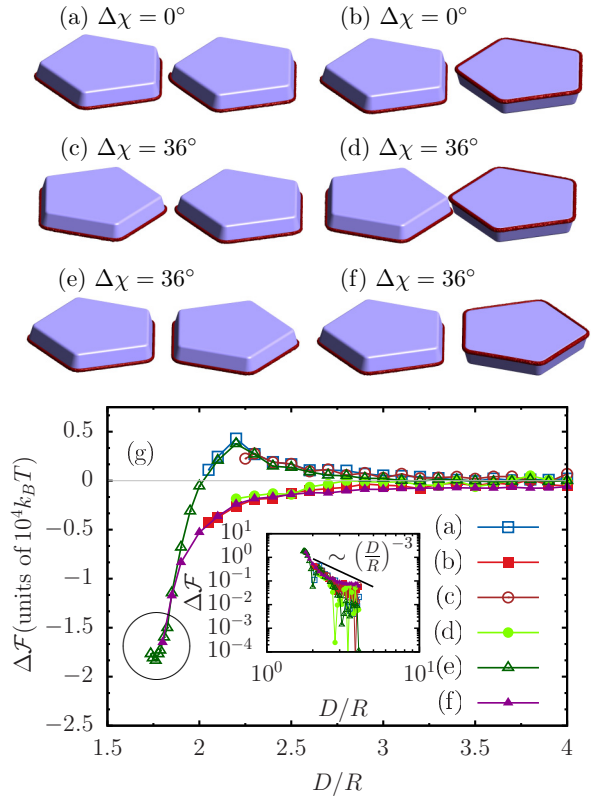 (a) Δχ = 0° (b) Δχ = 0°
(c) Δχ = 36° (d) Δχ = 36°
(e) Δχ = 36° (f) Δχ = 36°
(g)
ΔF(units of 10⁴k_BT)
0.5
0
−0.5
−1
−1.5
−2
−2.5
1.5 2 2.5 3 3.5 4
D/R
(a)
(b)
(c)
(d)
(e)
(f)
ΔF
10¹
10⁰
10⁻¹
10⁻²
10⁻³
10⁻⁴
∼ (D/R)⁻³
10⁰ 10¹
D/R